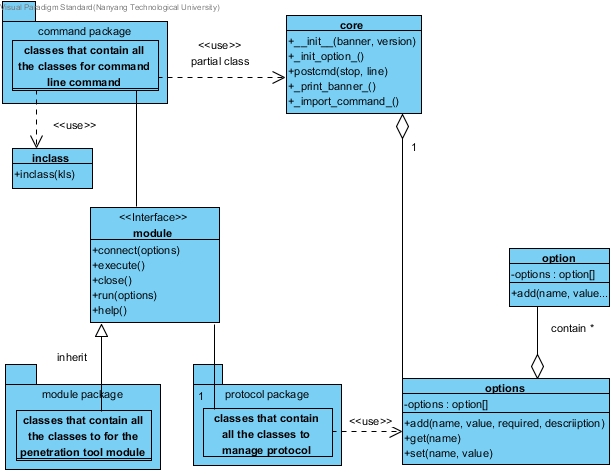 Visual Paradigm Standard(Nanyang Technological University)
command package
classes that contain all
the classes for command
line command
<<use>>
partial class
core
+__init__(banner, version)
+_init_option_()
+postcmd(stop, line)
+_print_banner_()
+_import_command_()
1
<<use>>
inclass
+inclass(kls)
<<Interface>>
module
+connect(options)
+execute()
+close()
+run(options)
+help()
option
-options : option[]
+add(name, value...
contain *
inherit
module package
classes that contain all
the classes to for the
penetration tool module
1
protocol package
classes that contain
all the classes to
manage protocol
<<use>>
options
-options : option[]
+add(name, value, required, descriiption)
+get(name)
+set(name, value)